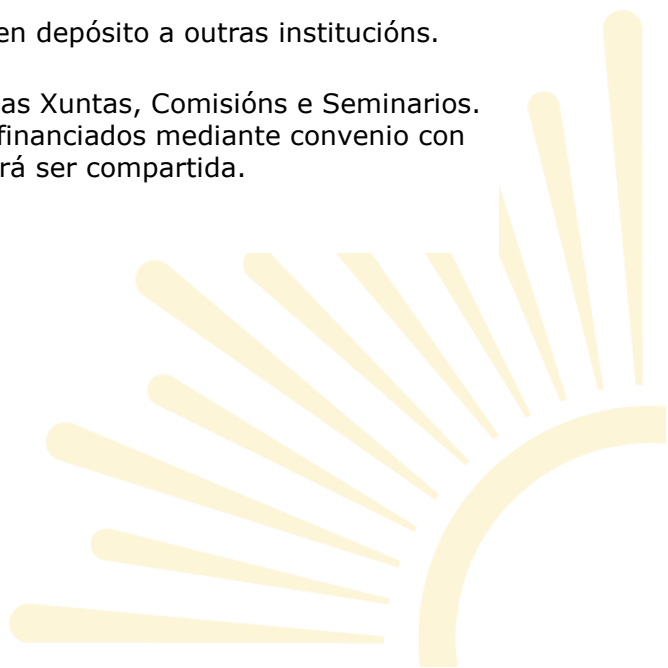 en depósito a outras institucións.
as Xuntas, Comisións e Seminarios.
financiados mediante convenio con
rá ser compartida.